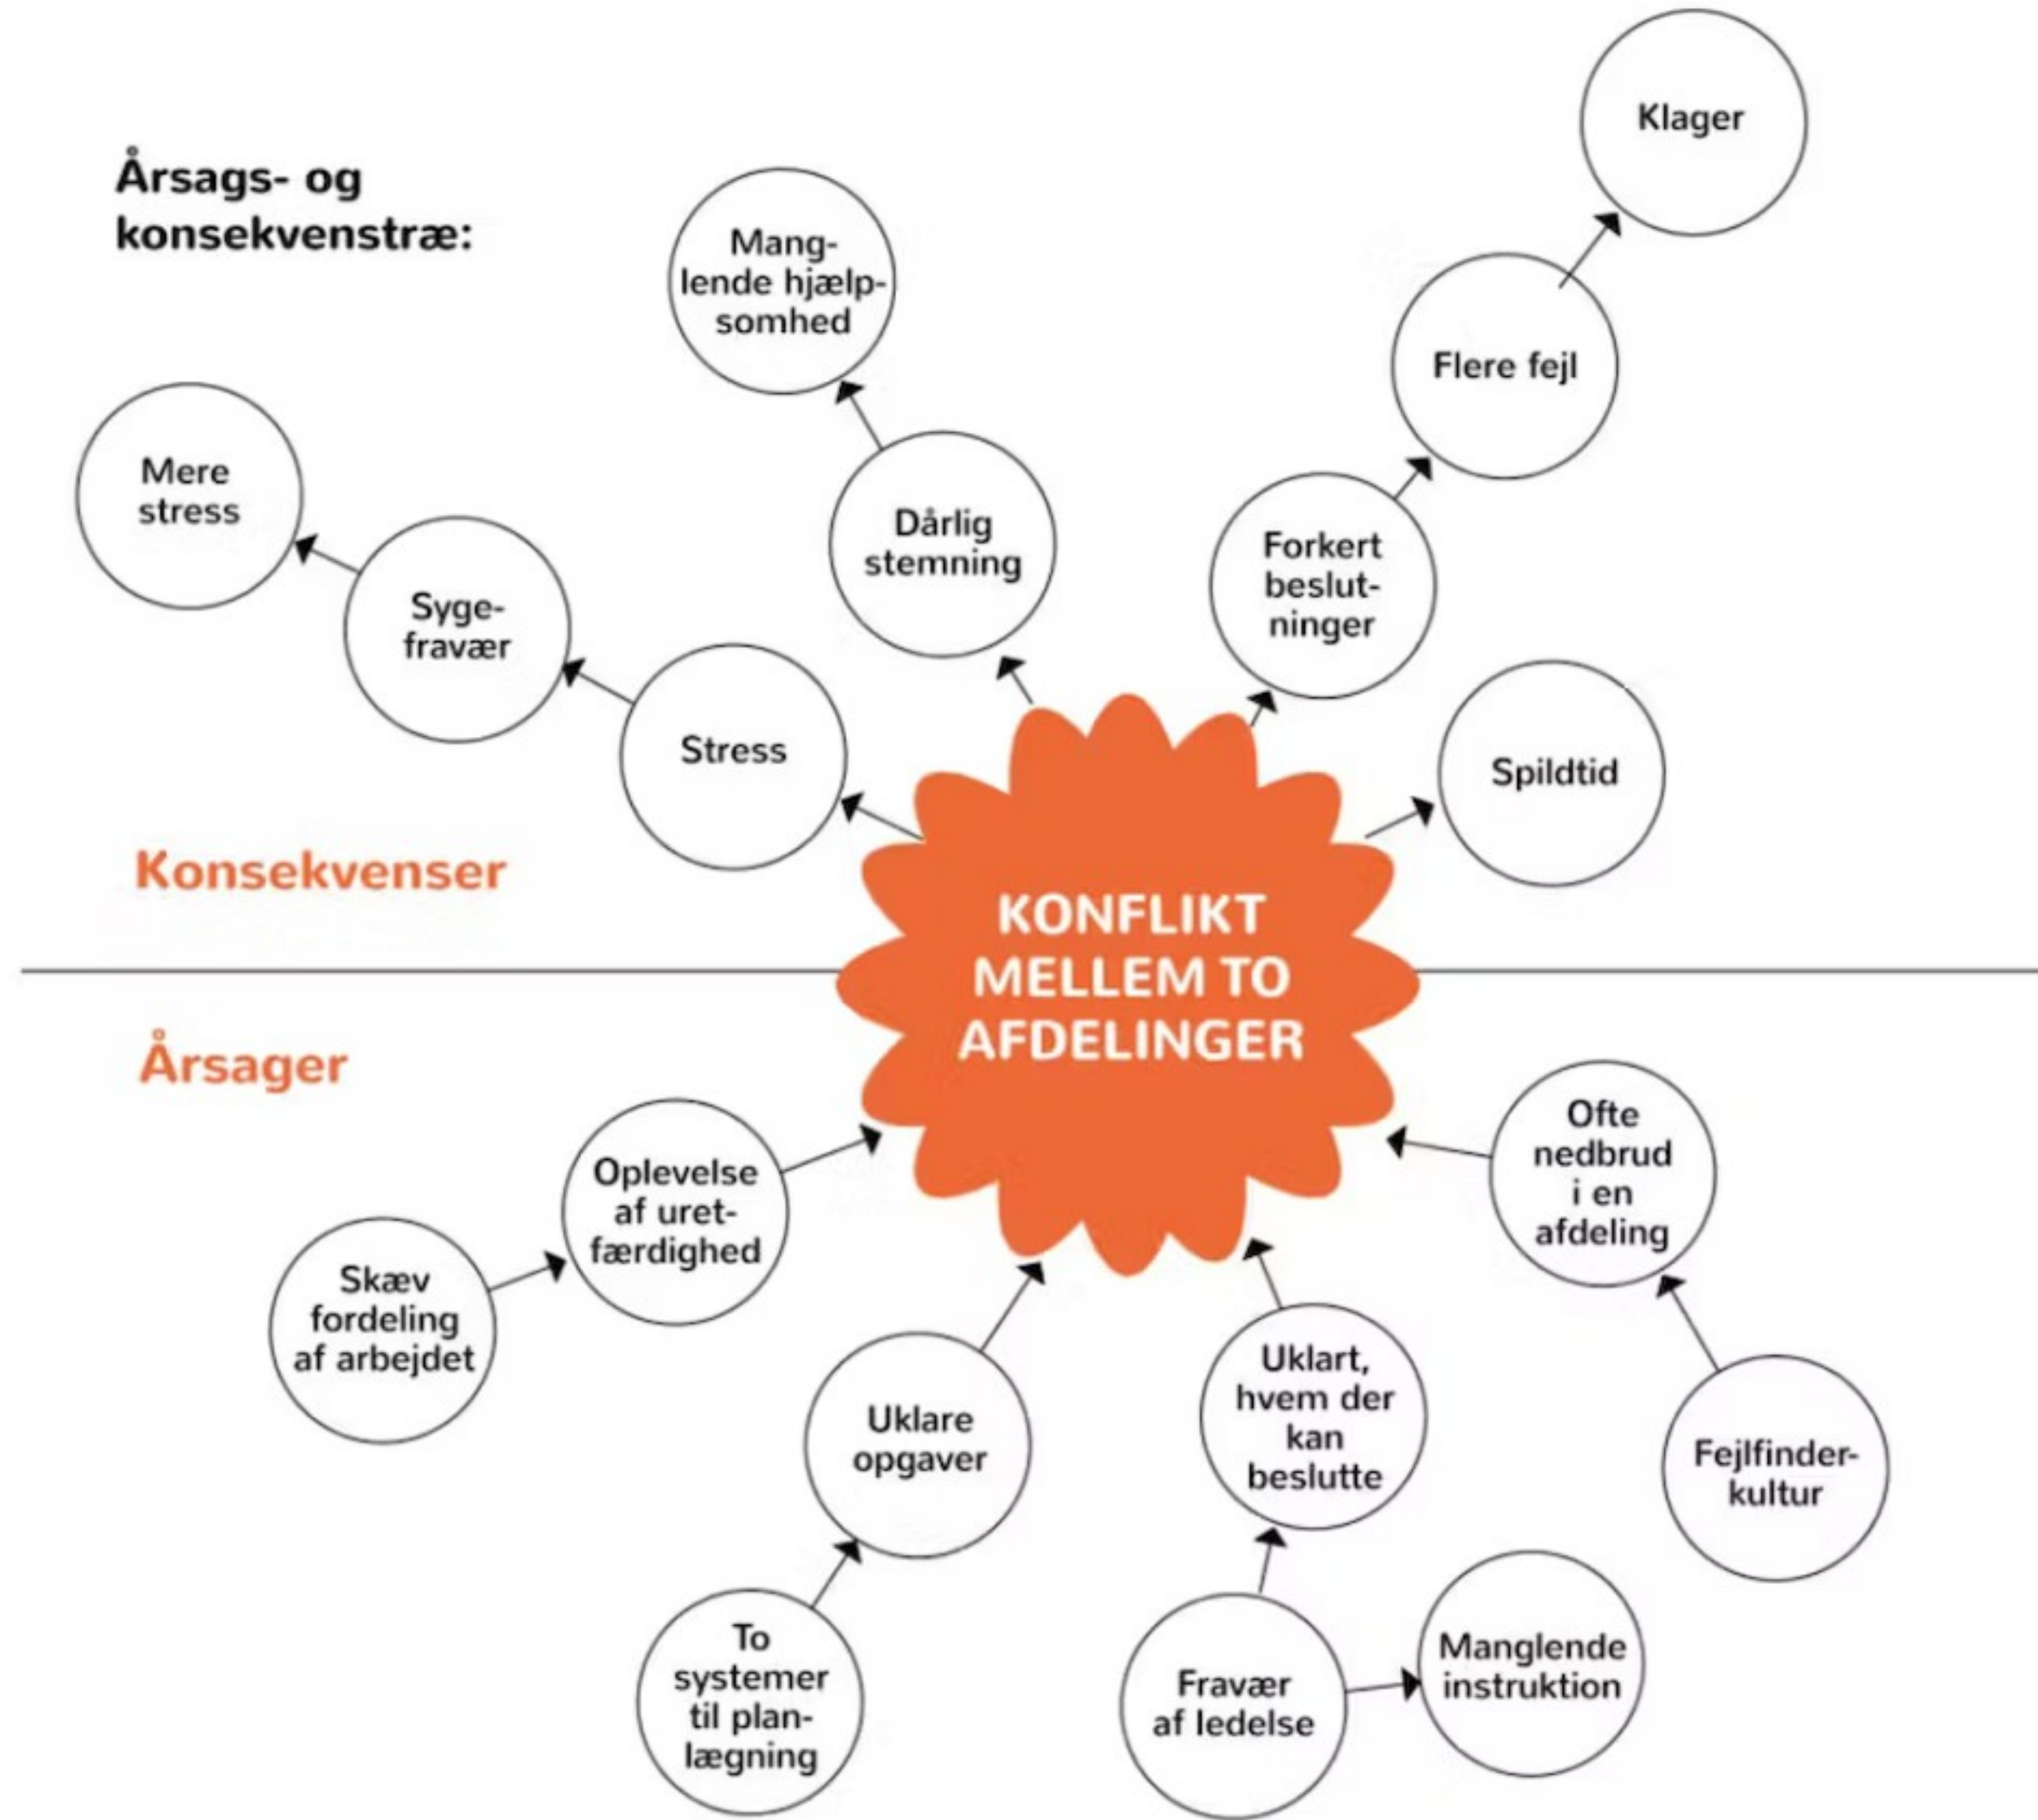 Årsags- og
konsekvenstræ:
Klager
Mang-
lende hjælp-
somhed
Flere fejl
Mere
stress
Dårlig
stemning
Forkert
beslut-
ninger
Syge-
fravær
Stress
Spildtid
Konsekvenser
KONFLIKT
MELLEM TO
AFDELINGER
Årsager
Oplevelse
af uret-
færdighed
Ofte
nedbrud
i en
afdeling
Skæv
fordeling
af arbejdet
Uklare
opgaver
Uklart,
hvem der
kan
beslutte
Fejlfinder-
kultur
To
systemer
til plan-
lægning
Fravær
af ledelse
Manglende
instruktion